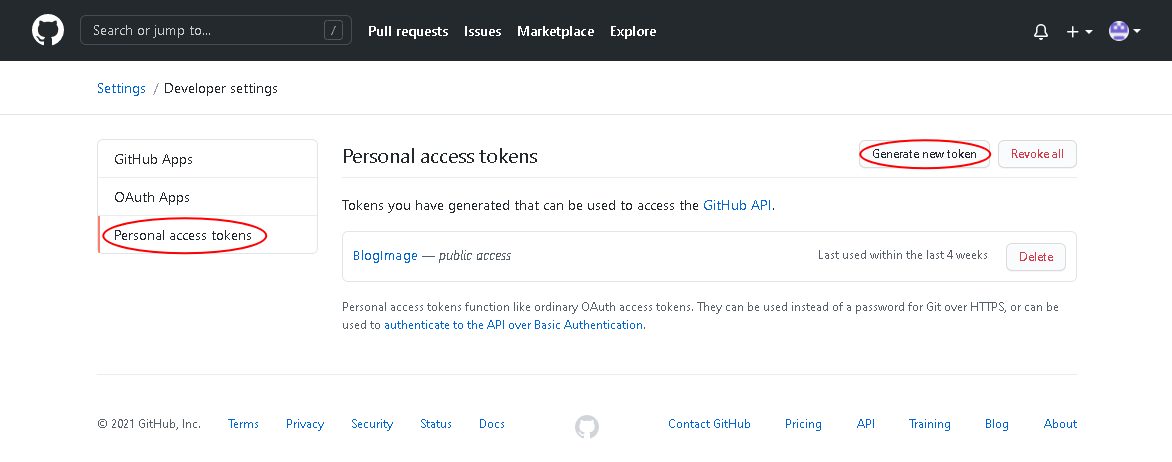 Search or jump to... / Pull requests Issues Marketplace Explore
Settings / Developer settings
GitHub Apps
OAuth Apps
Personal access tokens
Personal access tokens
Generate new token
Revoke all
Tokens you have generated that can be used to access the GitHub API.
BlogImage — public access
Last used within the last 4 weeks
Delete
Personal access tokens function like ordinary OAuth access tokens. They can be used instead of a password for Git over HTTPS, or can be
used to authenticate to the API over Basic Authentication.
© 2021 GitHub, Inc. Terms Privacy Security Status Docs Contact GitHub Pricing API Training Blog About